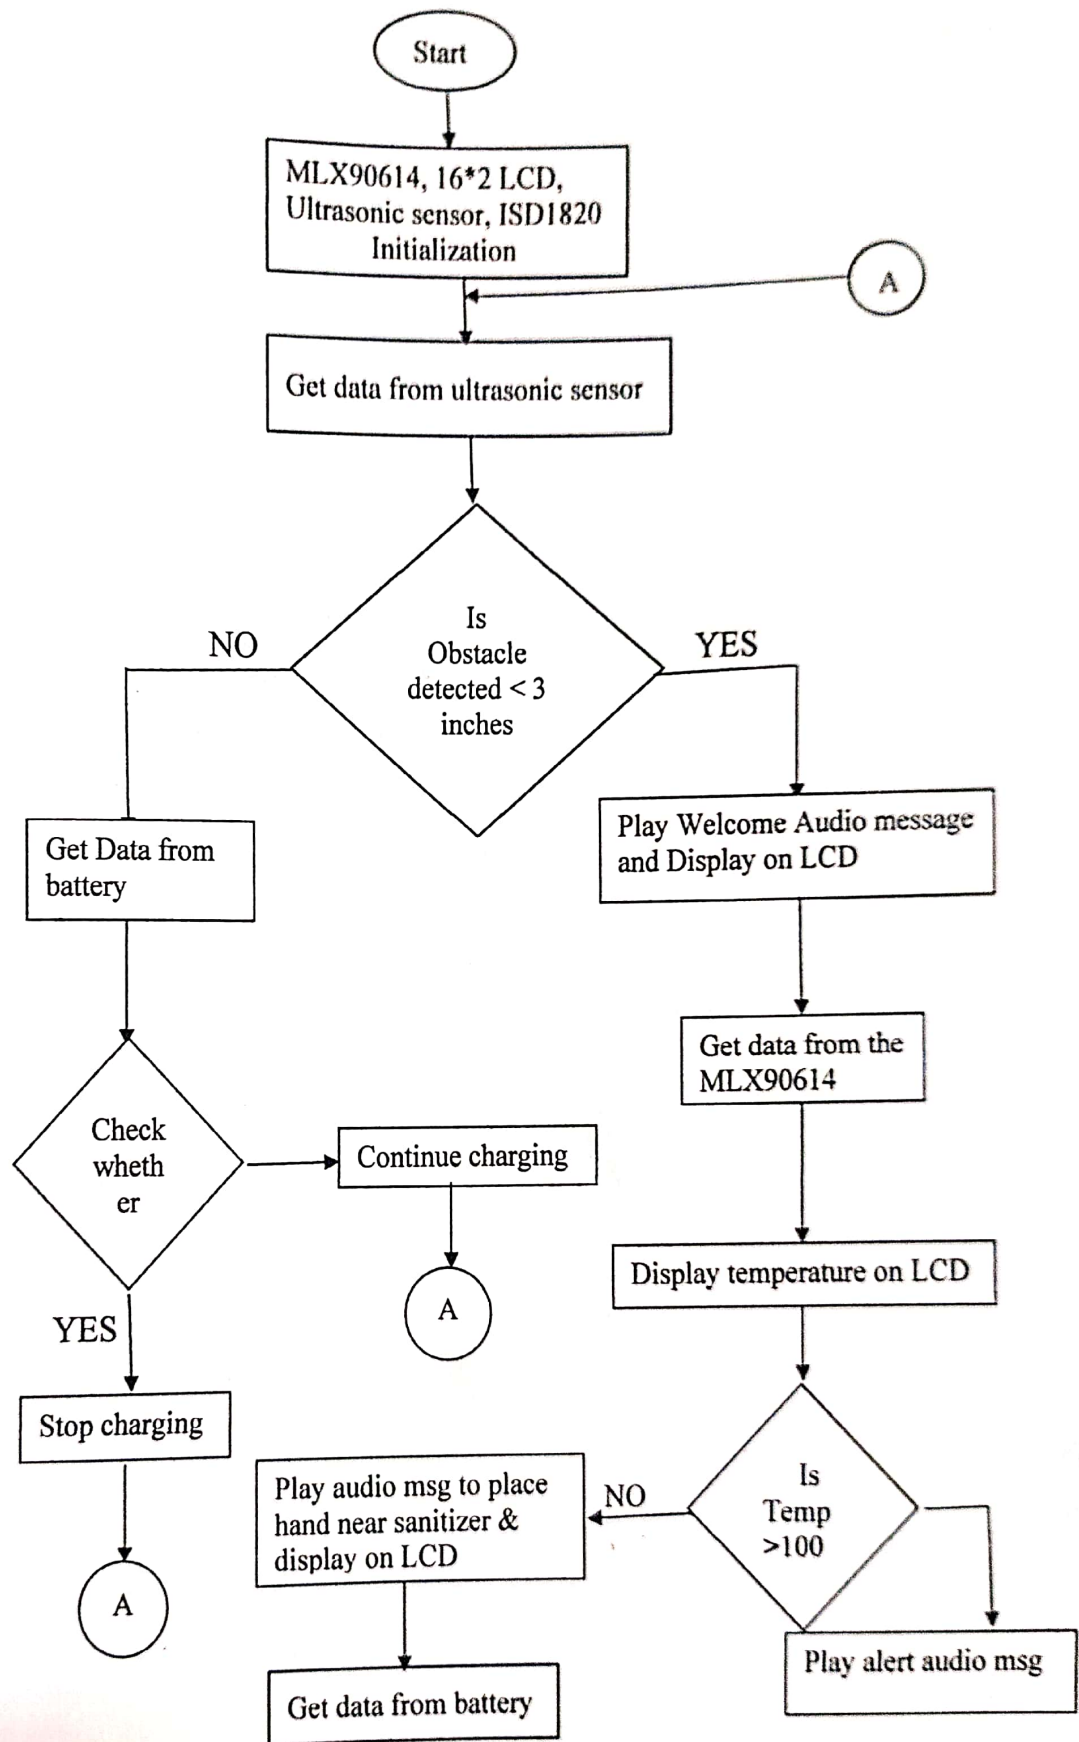 Start
MLX90614, 16*2 LCD,
Ultrasonic sensor, ISD1820
Initialization
A
Get data from ultrasonic sensor
Is
Obstacle
detected < 3
inches
NO
YES
Get Data from
battery
Play Welcome Audio message
and Display on LCD
Get data from the
MLX90614
Check
wheth
er
Continue charging
A
Display temperature on LCD
YES
Stop charging
A
Is
Temp
>100
NO
Play audio msg to place
hand near sanitizer &
display on LCD
Play alert audio msg
Get data from battery